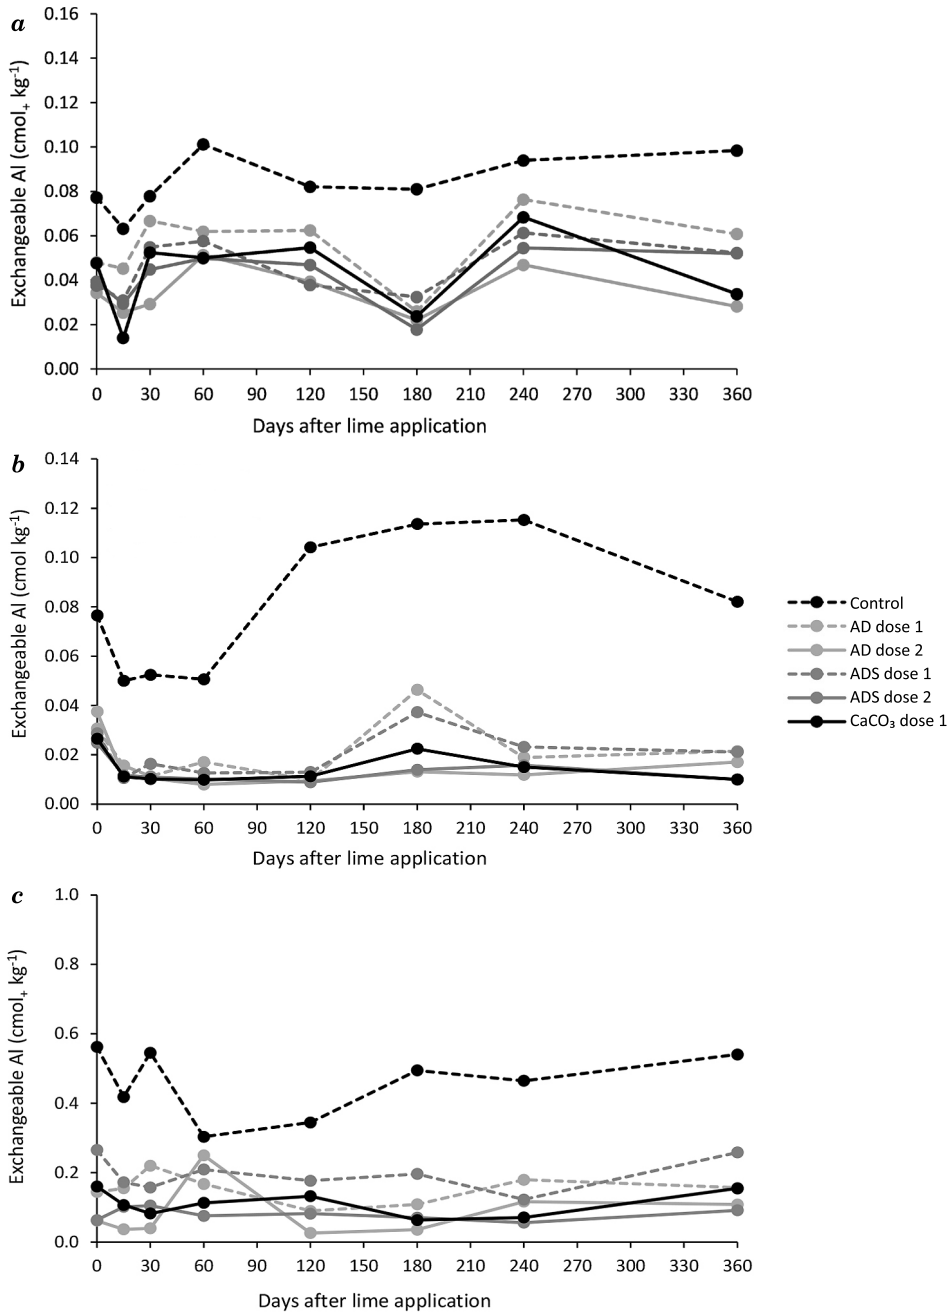 a
Exchangeable Al (cmol₊ kg⁻¹)
0.16
0.14
0.12
0.10
0.08
0.06
0.04
0.02
0.00
0 30 60 90 120 150 180 210 240 270 300 330 360
Days after lime application
b
Exchangeable Al (cmol kg⁻¹)
0.14
0.12
0.10
0.08
0.06
0.04
0.02
0.00
0 30 60 90 120 150 180 210 240 270 300 330 360
Days after lime application
Control
AD dose 1
AD dose 2
ADS dose 1
ADS dose 2
CaCO₃ dose 1
c
Exchangeable Al (cmol₊ kg⁻¹)
1.0
0.8
0.6
0.4
0.2
0.0
0 30 60 90 120 150 180 210 240 270 300 330 360
Days after lime application